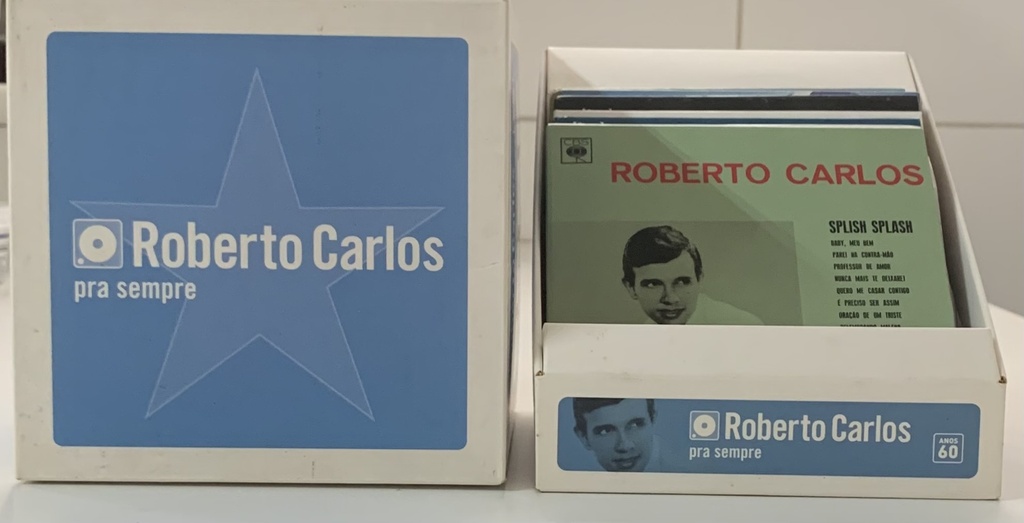 Roberto Carlos
pra sempre
CBS
ROBERTO CARLOS
SPLISH SPLASH
BABY, MEU BEM
PAREI NA CONTRA-MÃO
PROFESSOR DE AMOR
NUNCA MAIS TE DEIXAREI
QUERO ME CASAR CONTIGO
É PRECISO SER ASSIM
ORAÇÃO DE UM TRISTE
Roberto Carlos
pra sempre
ANOS
60